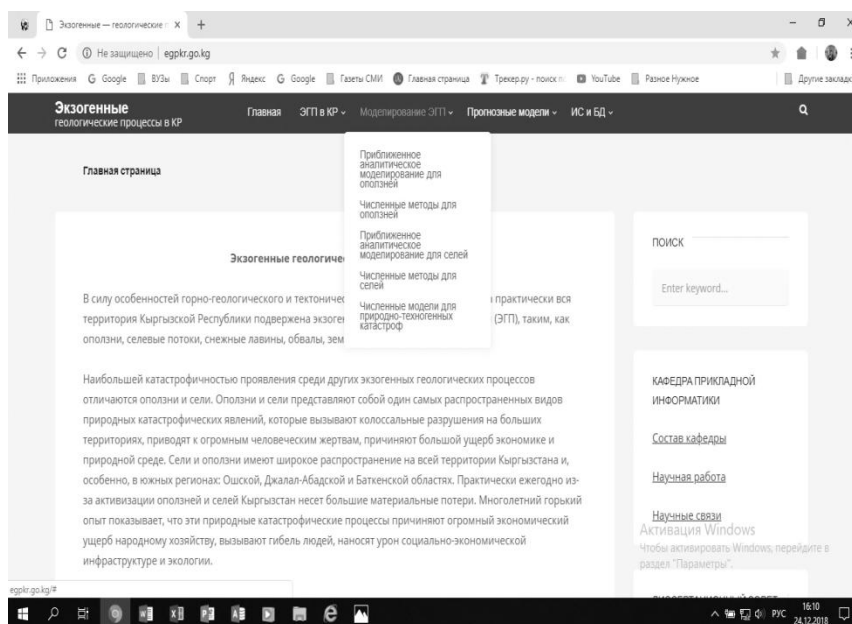 Экзогенные — геологические
Не защищено egpkr.go.kg
Приложения Google ВУЗы Спорт Яндекс Google Газеты СМИ Главная страница Трекер.ру - поиск YouTube Разное Нужное Другие закладки
Экзогенные
геологические процессы в КР
Главная ЭГП в КР Моделирование ЭГП Прогнозные модели ИС и БД
Приближенное
аналитическое
моделирование для
оползней
Численные методы для
оползней
Приближенное
аналитическое
моделирование для селей
Численные методы для
селей
Численные модели для
природно-техногенных
катастроф
Главная страница
Экзогенные геологичес
В силу особенностей горно-геологического и тектоничес практически вся
территория Кыргызской Республики подвержена экзоген (ЭГП), таким, как
оползни, селевые потоки, снежные лавины, обвалы, зем
Наибольшей катастрофичностью проявления среди других экзогенных геологических процессов
отличаются оползни и сели. Оползни и сели представляют собой один самых распространенных видов
природных катастрофических явлений, которые вызывают колоссальные разрушения на больших
территориях, приводят к огромным человеческим жертвам, причиняют большой ущерб экономике и
природной среде. Сели и оползни имеют широкое распространение на всей территории Кыргызстана и,
особенно, в южных регионах: Ошской, Джалал-Абадской и Баткенской областях. Практически ежегодно из-
за активизации оползней и селей Кыргызстан несет большие материальные потери. Многолетний горький
опыт показывает, что эти природные катастрофические процессы причиняют огромный экономический
ущерб народному хозяйству, вызывают гибель людей, наносят урон социально-экономической
инфраструктуре и экологии.
ПОИСК
Enter keyword...
КАФЕДРА ПРИКЛАДНОЙ
ИНФОРМАТИКИ
Состав кафедры
Научная работа
Научные связи
Активация Windows
Чтобы активировать Windows, перейдите в
раздел "Параметры".
egpkr.go.kg/#
РУС 16:10
24.12.2018